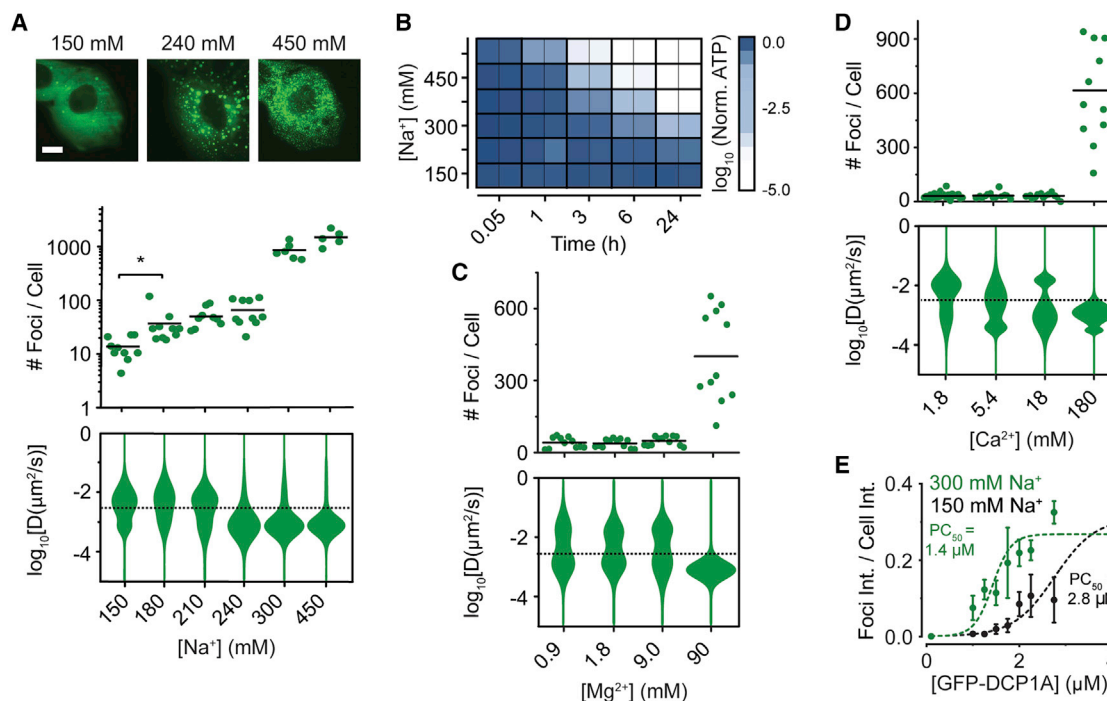 A
150 mM 240 mM 450 mM
# Foci / Cell
1000
100
10
1
*
log10[D(μm²/s)]
0
-2
-4
150 180 210 240 300 450
[Na⁺] (mM)
B
[Na⁺] (mM)
450
300
150
0.05 1 3 6 24
Time (h)
log₁₀ (Norm. ATP)
0.0
-2.5
-5.0
C
# Foci / Cell
600
300
0
log₁₀[D(μm²/s)]
0
-2
-4
0.9 1.8 9.0 90
[Mg²⁺] (mM)
D
# Foci / Cell
900
600
300
0
log₁₀[D(μm²/s)]
0
-2
-4
1.8 5.4 18 180
[Ca²⁺] (mM)
E
300 mM Na⁺
150 mM Na⁺
Foci Int. / Cell Int.
0.4
0.2
0.0
PC₅₀ =
1.4 μM
PC₅₀
2.8 μ
0 2
[GFP-DCP1A] (μM)